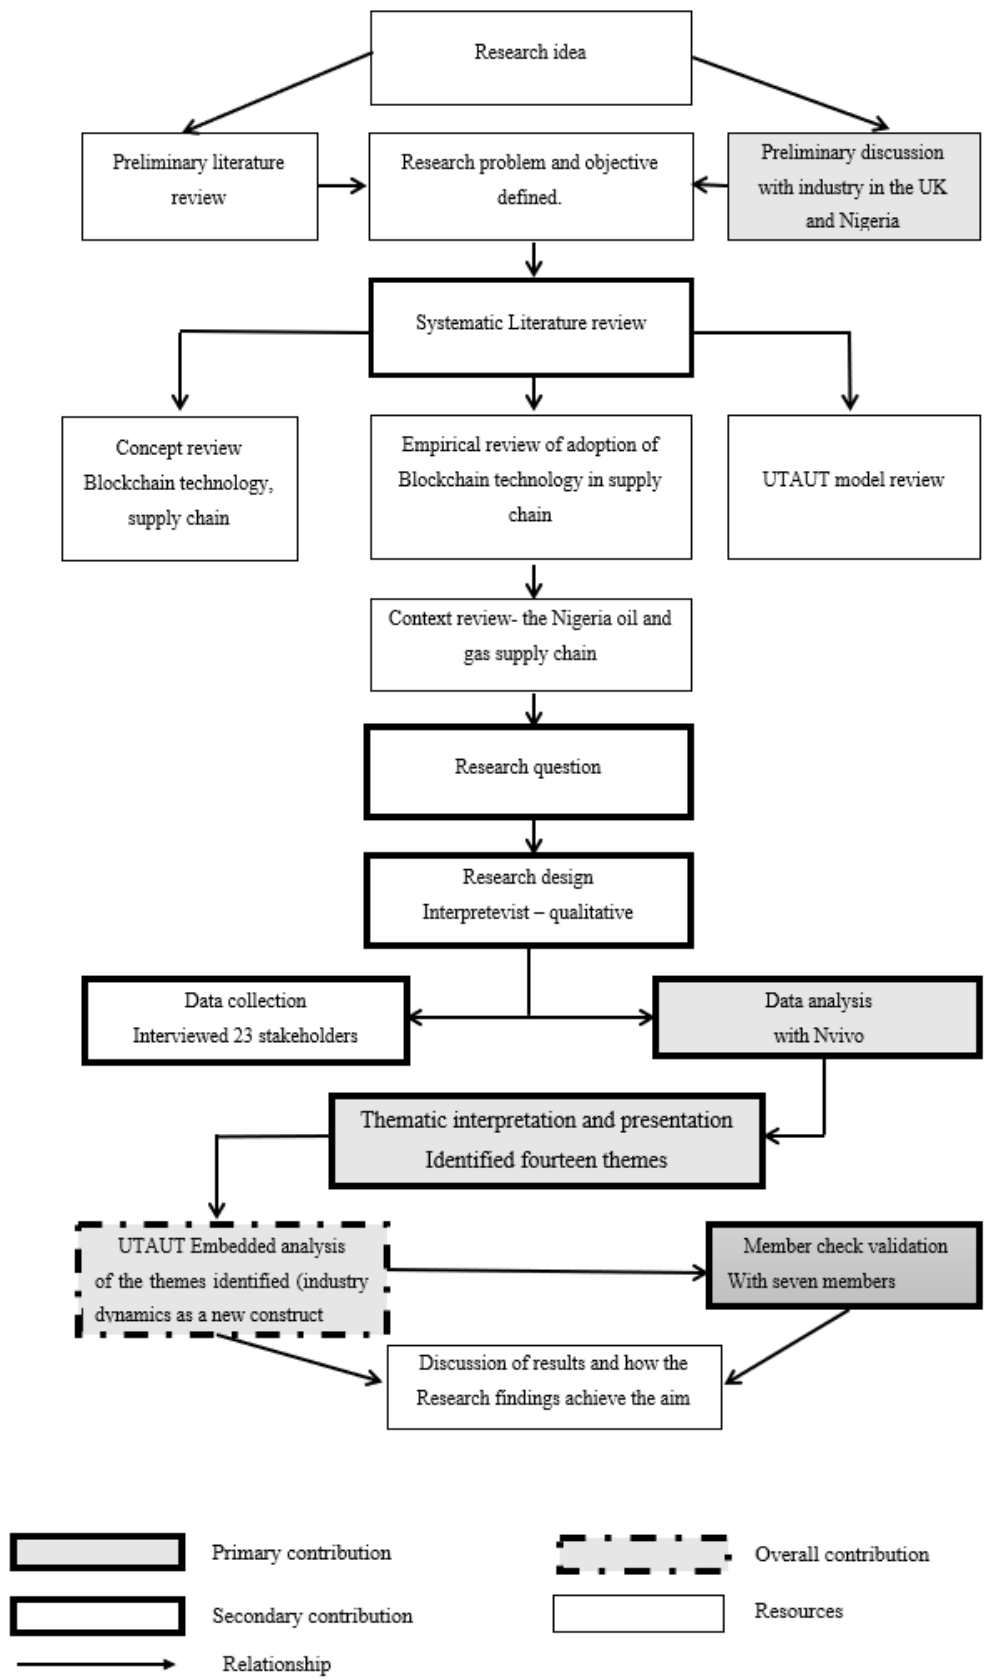 Research idea
Preliminary literature
review
Research problem and objective
defined.
Preliminary discussion
with industry in the UK
and Nigeria
Systematic Literature review
Concept review
Blockchain technology,
supply chain
Empirical review of adoption of
Blockchain technology in supply
chain
UTAUT model review
Context review- the Nigeria oil and
gas supply chain
Research question
Research design
Interpretevist – qualitative
Data collection
Interviewed 23 stakeholders
Data analysis
with Nvivo
Thematic interpretation and presentation
Identified fourteen themes
UTAUT Embedded analysis
of the themes identified (industry
dynamics as a new construct
Member check validation
With seven members
Discussion of results and how the
Research findings achieve the aim
Primary contribution
Overall contribution
Secondary contribution
Resources
Relationship